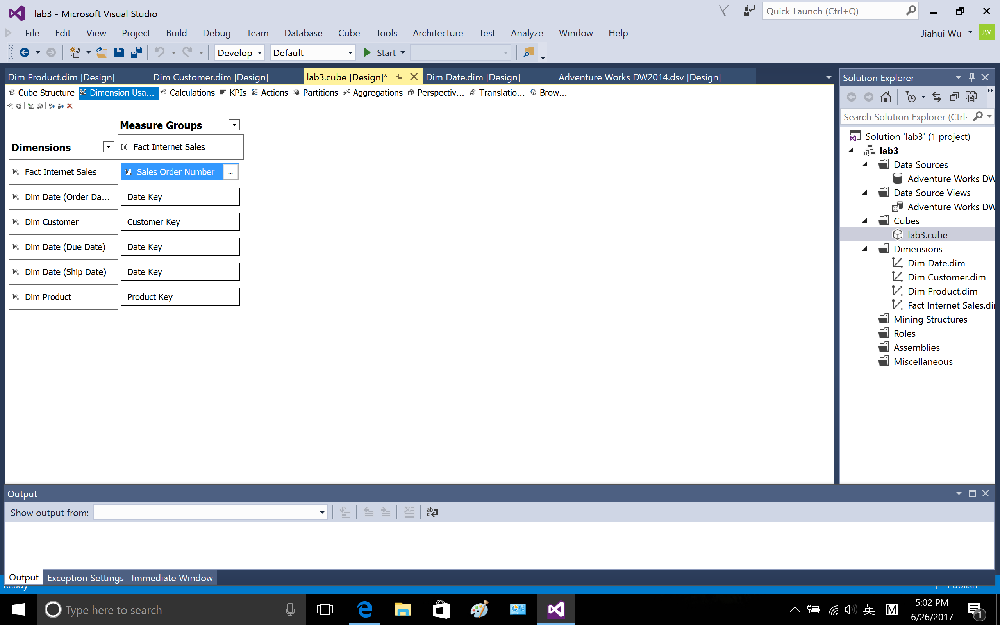 lab3 - Microsoft Visual Studio
Quick Launch (Ctrl+Q)
File Edit View Project Build Debug Team Database Cube Tools Architecture Test Analyze Window Help
Jiahui Wu
JW
Develop Default Start
Dim Product.dim [Design] Dim Customer.dim [Design] lab3.cube [Design]* Dim Date.dim [Design] Adventure Works DW2014.dsv [Design]
Cube Structure Dimension Usa... Calculations KPIs Actions Partitions Aggregations Perspectiv... Translatio... Brow...
Measure Groups
Dimensions Fact Internet Sales
Fact Internet Sales Sales Order Number ...
Dim Date (Order Da... Date Key
Dim Customer Customer Key
Dim Date (Due Date) Date Key
Dim Date (Ship Date) Date Key
Dim Product Product Key
Solution Explorer
Search Solution Explorer (Ctrl-
Solution 'lab3' (1 project)
lab3
Data Sources
Adventure Works DW
Data Source Views
Adventure Works DW
Cubes
lab3.cube
Dimensions
Dim Date.dim
Dim Customer.dim
Dim Product.dim
Fact Internet Sales.di
Mining Structures
Roles
Assemblies
Miscellaneous
Output
Show output from:
Output Exception Settings Immediate Window
Ready Publish
Type here to search
英 M
5:02 PM
6/26/2017
1